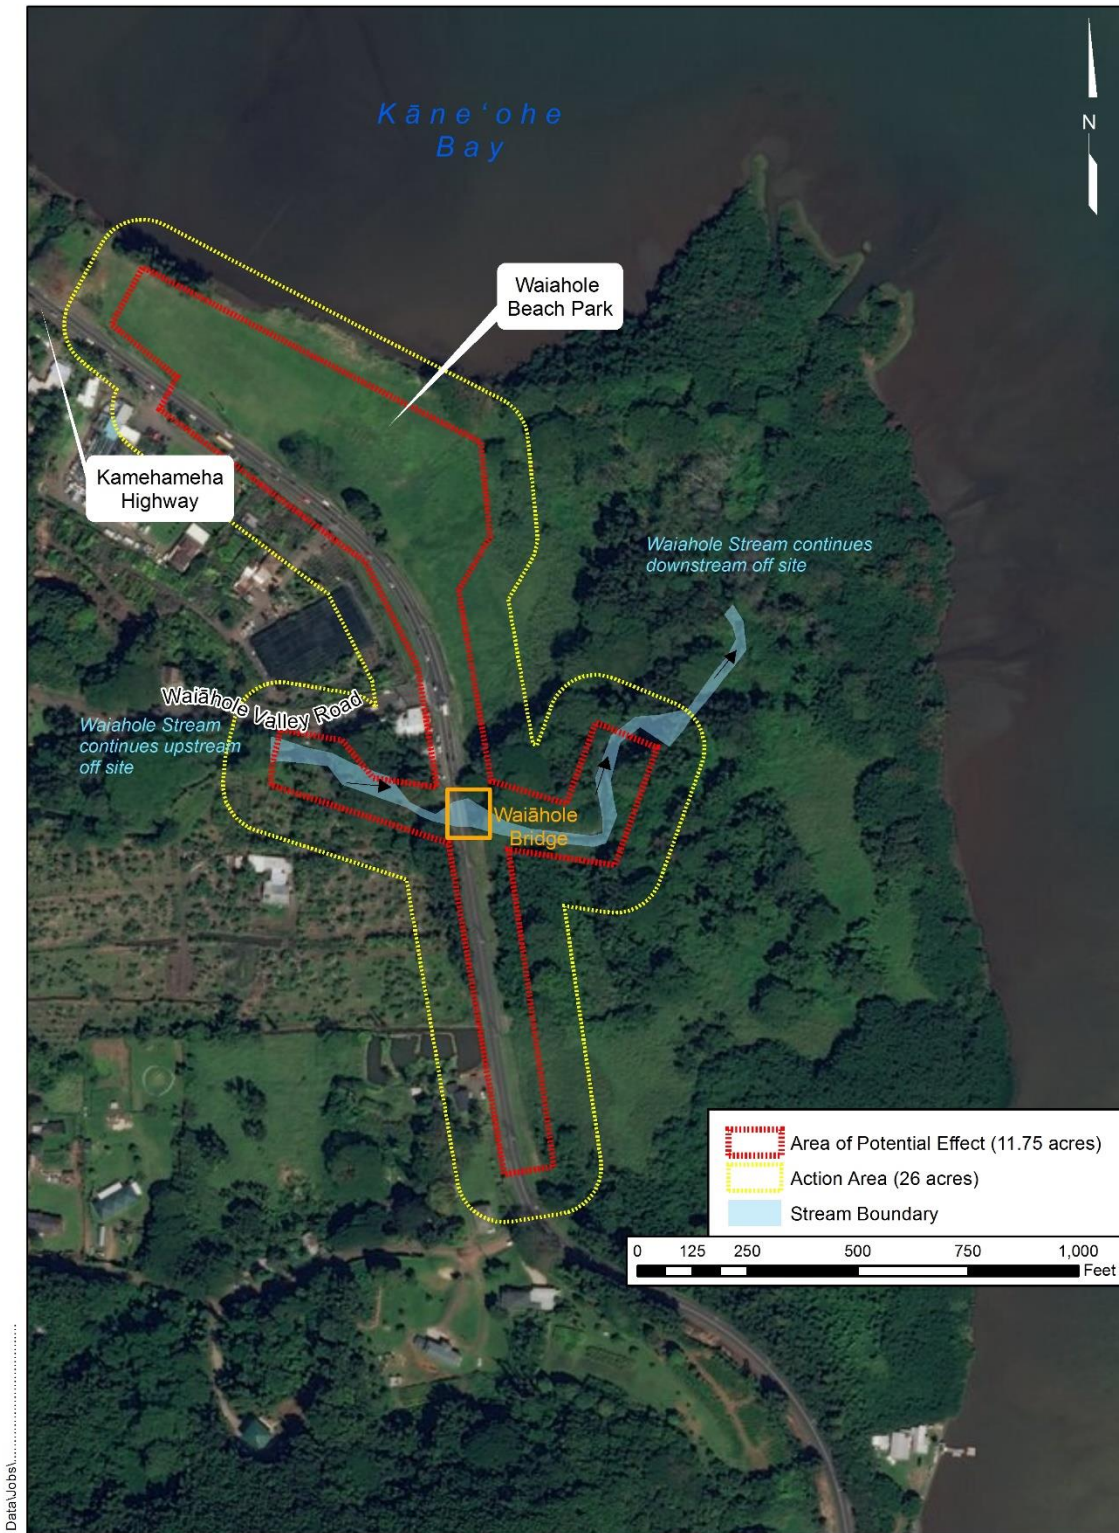 Kāne‘ohe
Bay
N
Waiahole
Beach Park
Kamehameha
Highway
Waiahole Stream continues
downstream off site
Waiāhole Valley Road
Waiahole Stream
continues upstream
off site
Waiāhole
Bridge
Area of Potential Effect (11.75 acres)
Action Area (26 acres)
Stream Boundary
0 125 250 500 750 1,000
Feet
Data\Jobs\................................